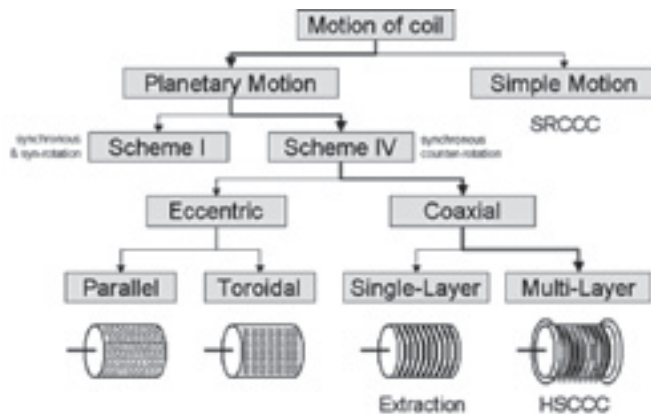 Motion of coil
Planetary Motion
Simple Motion
SRCCC
synchronous
& syn-rotation
Scheme I
Scheme IV
synchronous
counter-rotation
Eccentric
Coaxial
Parallel
Toroidal
Single-Layer
Multi-Layer
Extraction
HSCCC